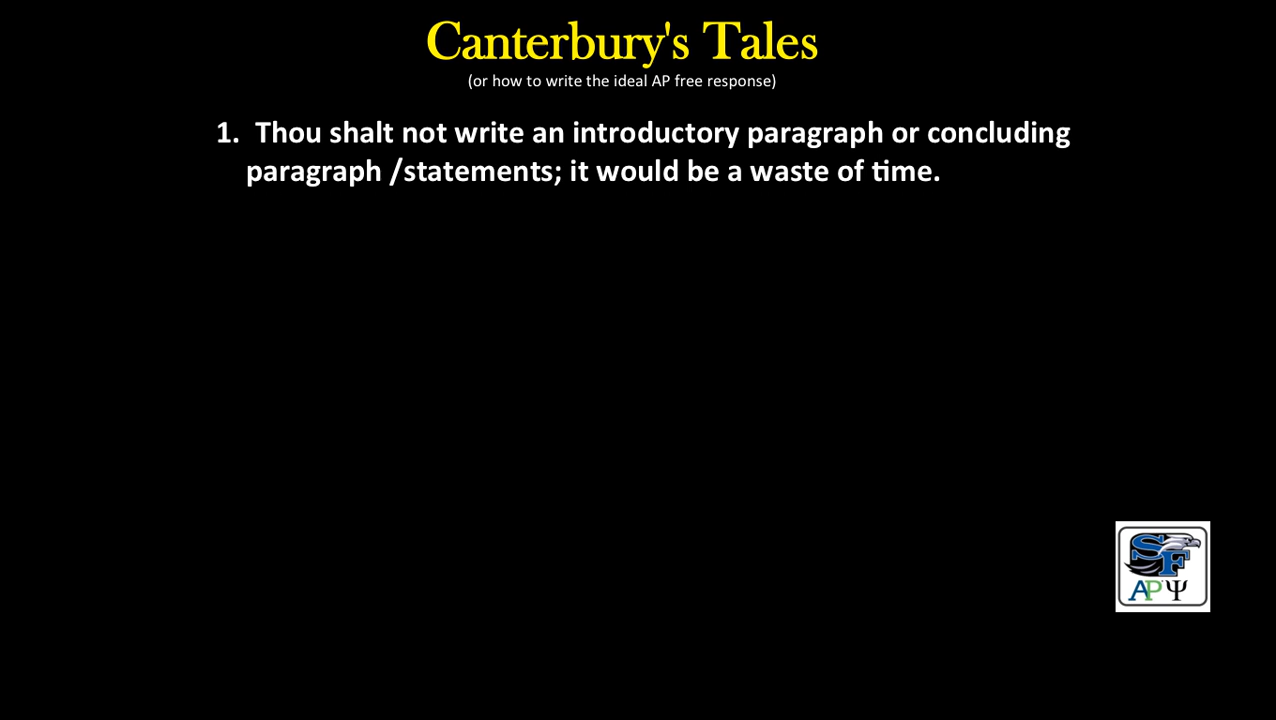 Canterbury's Tales
(or how to write the ideal AP free response)
1. Thou shalt not write an introductory paragraph or concluding
paragraph /statements; it would be a waste of time.
SF
AP Ψ